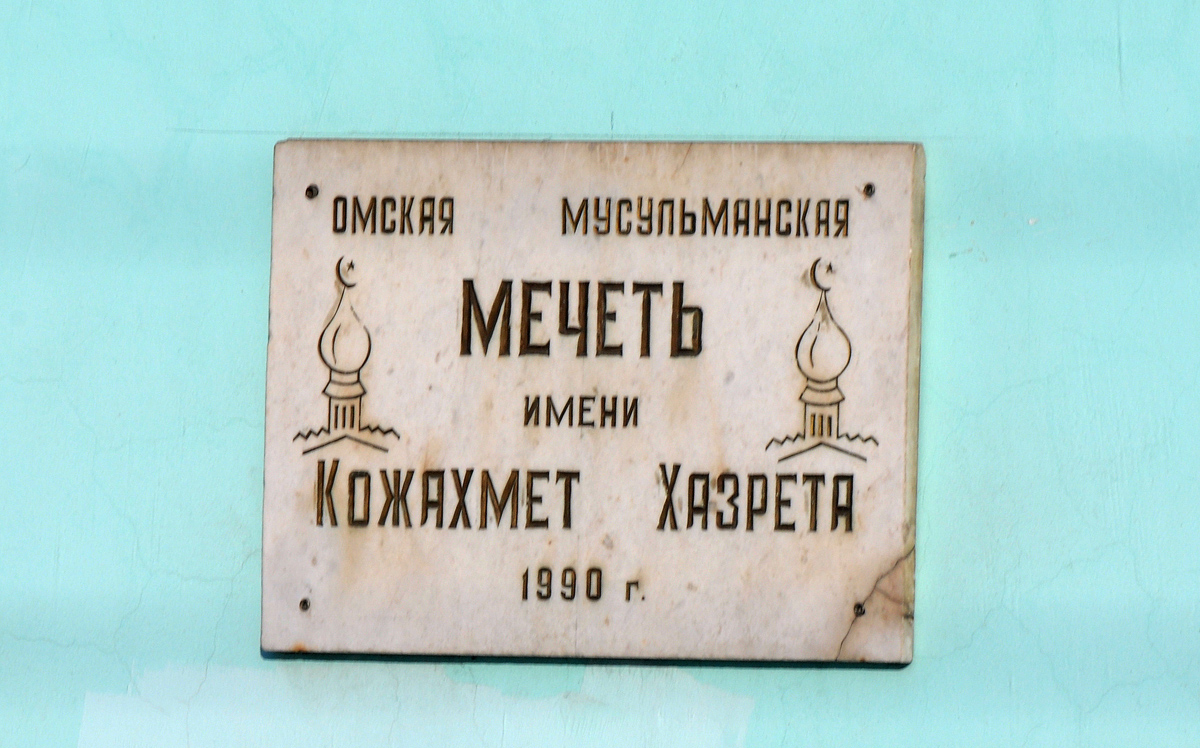 ОМСКАЯ МУСУЛЬМАНСКАЯ
МЕЧЕТЬ
ИМЕНИ
КОЖАХМЕТ ХАЗРЕТА
1990 г.